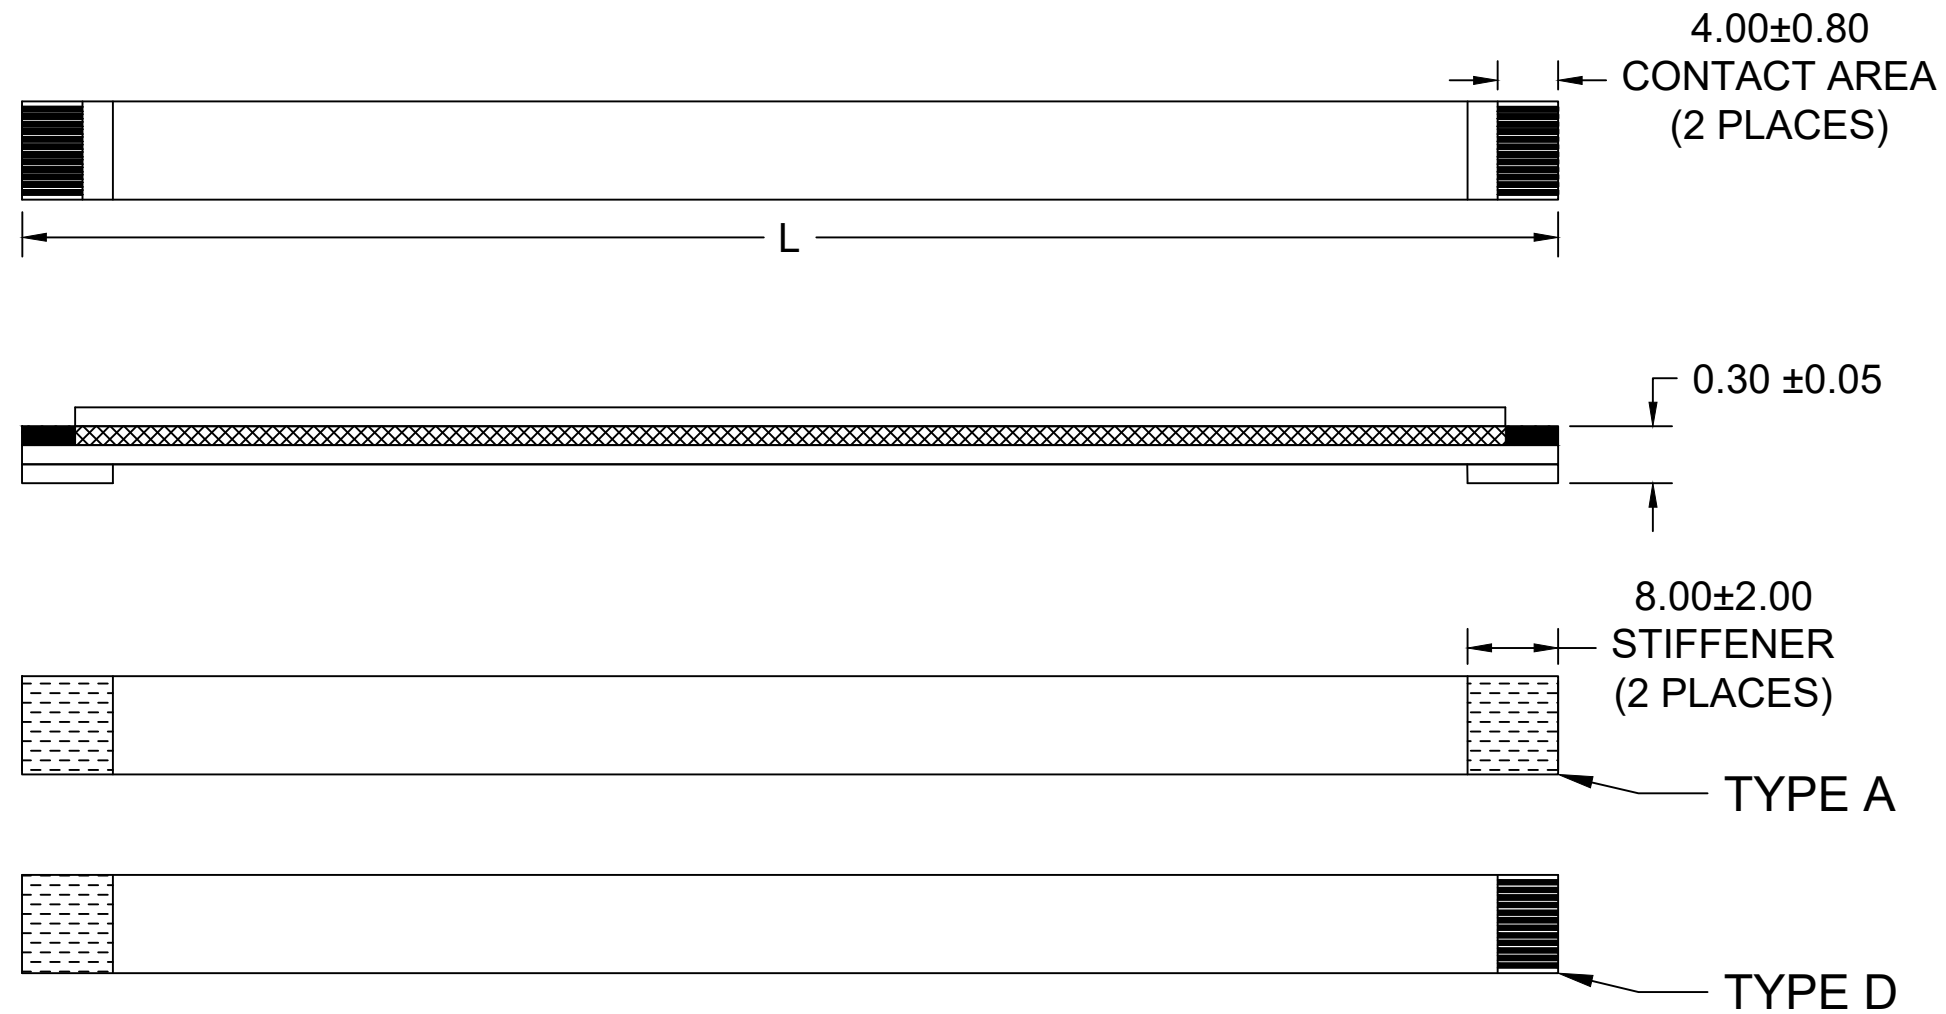 4.00±0.80
CONTACT AREA
(2 PLACES)
L
0.30 ±0.05
8.00±2.00
STIFFENER
(2 PLACES)
TYPE A
TYPE D